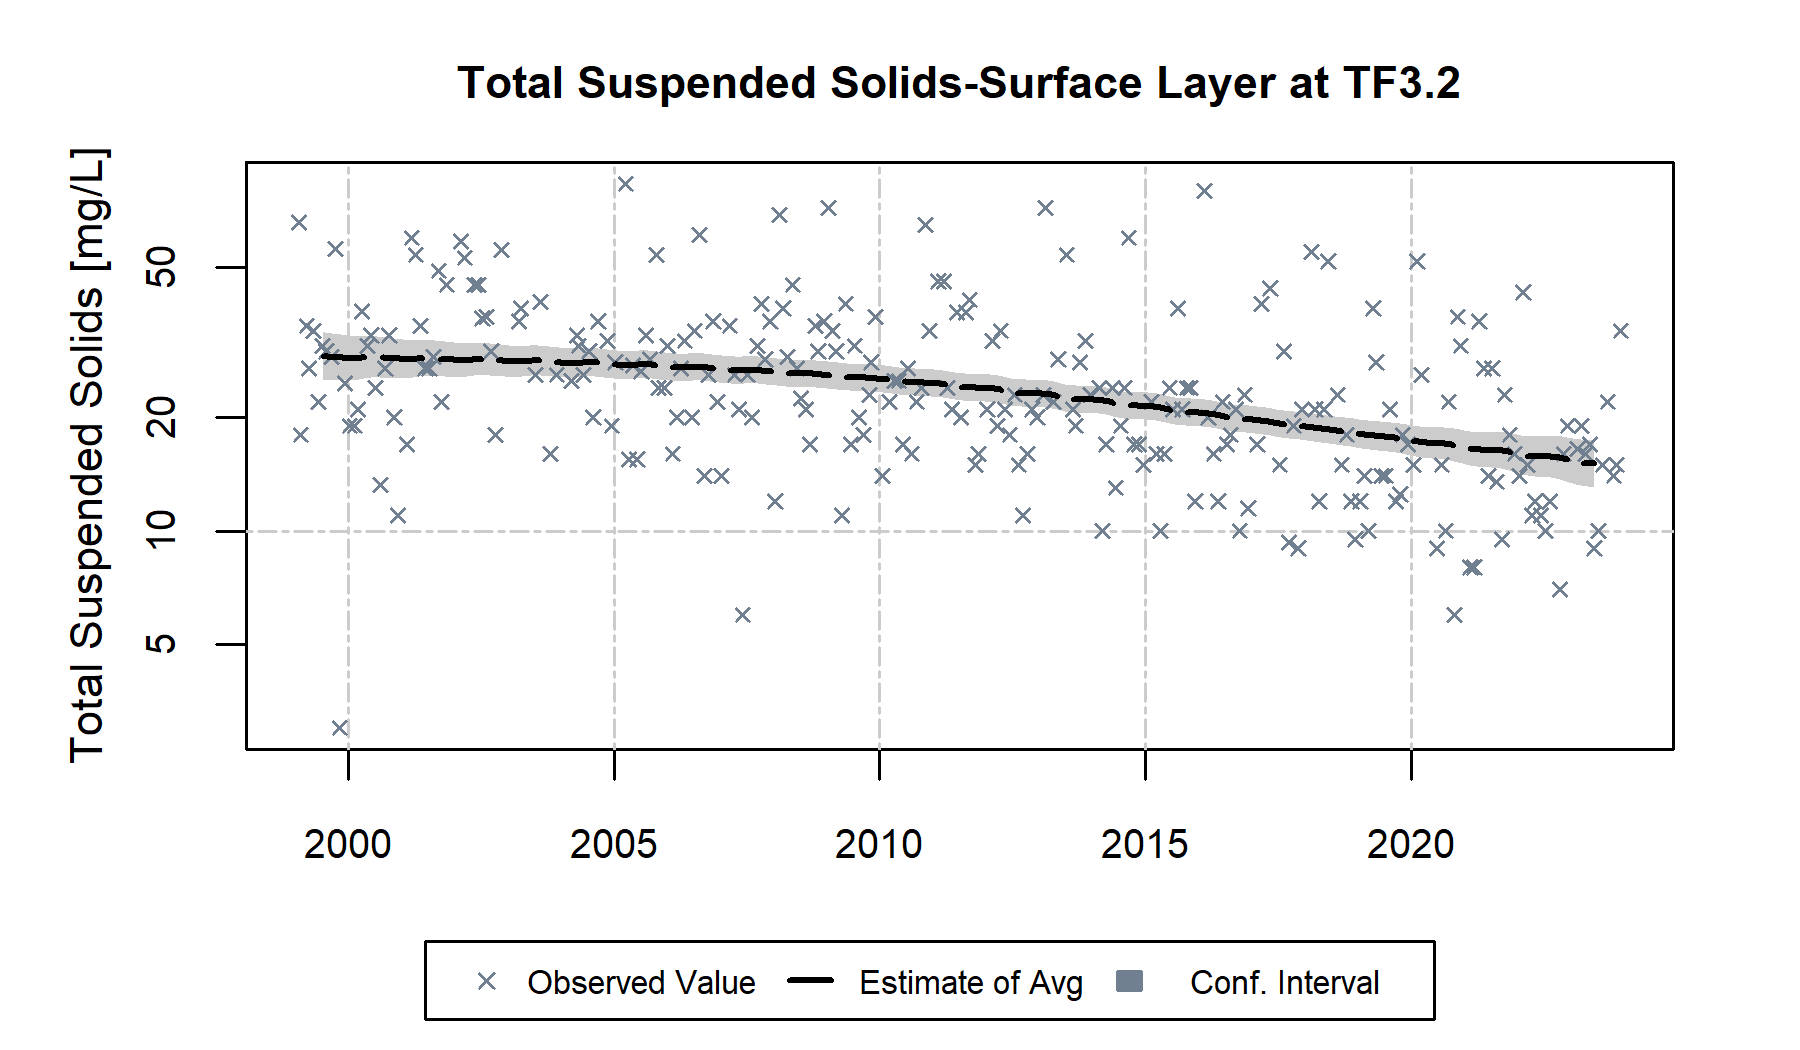 Total Suspended Solids-Surface Layer at TF3.2
Total Suspended Solids [mg/L]
50
20
10
5
2000 2005 2010 2015 2020
Observed Value Estimate of Avg Conf. Interval